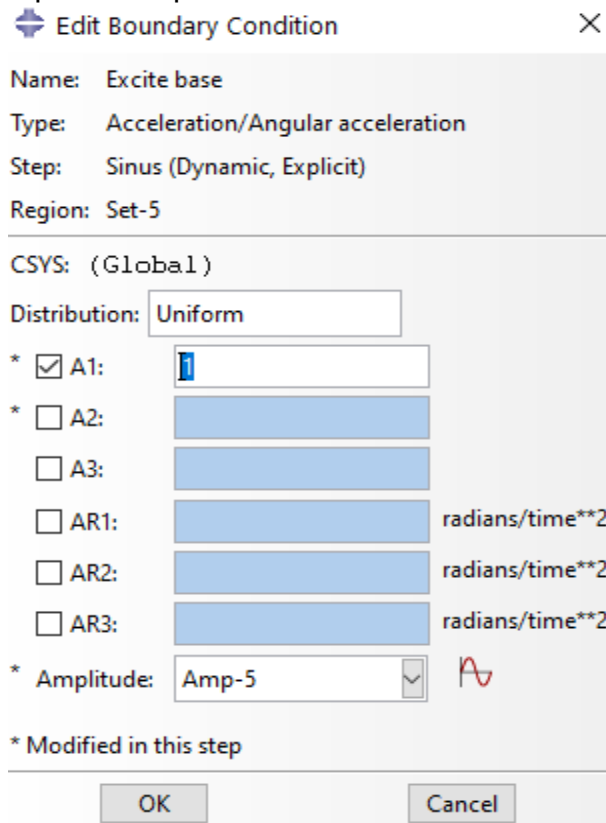 Edit Boundary Condition
Name: Excite base
Type: Acceleration/Angular acceleration
Step: Sinus (Dynamic, Explicit)
Region: Set-5
CSYS: (Global)
Distribution: Uniform
* A1: 1
* A2:
A3:
AR1: radians/time**2
AR2: radians/time**2
AR3: radians/time**2
* Amplitude: Amp-5
* Modified in this step
OK Cancel